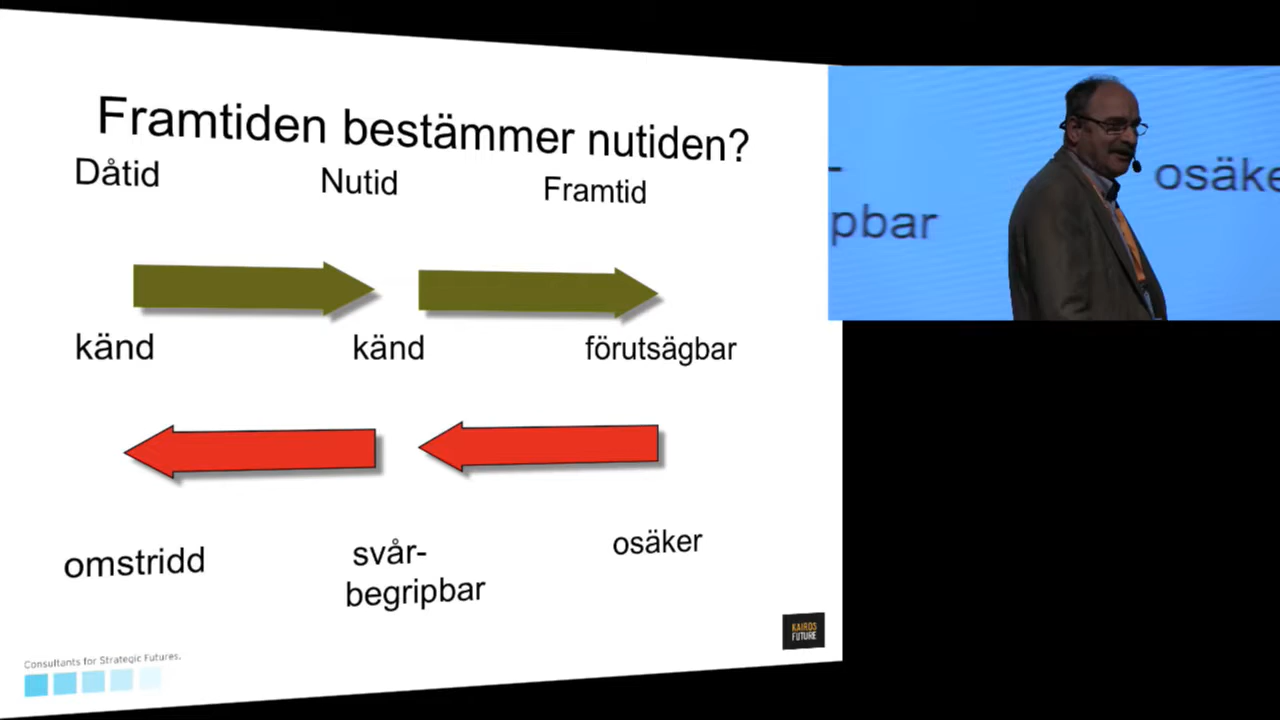 Framtiden bestämmer nutiden?
Dåtid
Nutid
Framtid
känd
känd
förutsägbar
omstridd
svår-
begripbar
osäker
Consultants for Strategic Futures.
KAIROS
FUTURE
-
pbar
osäke